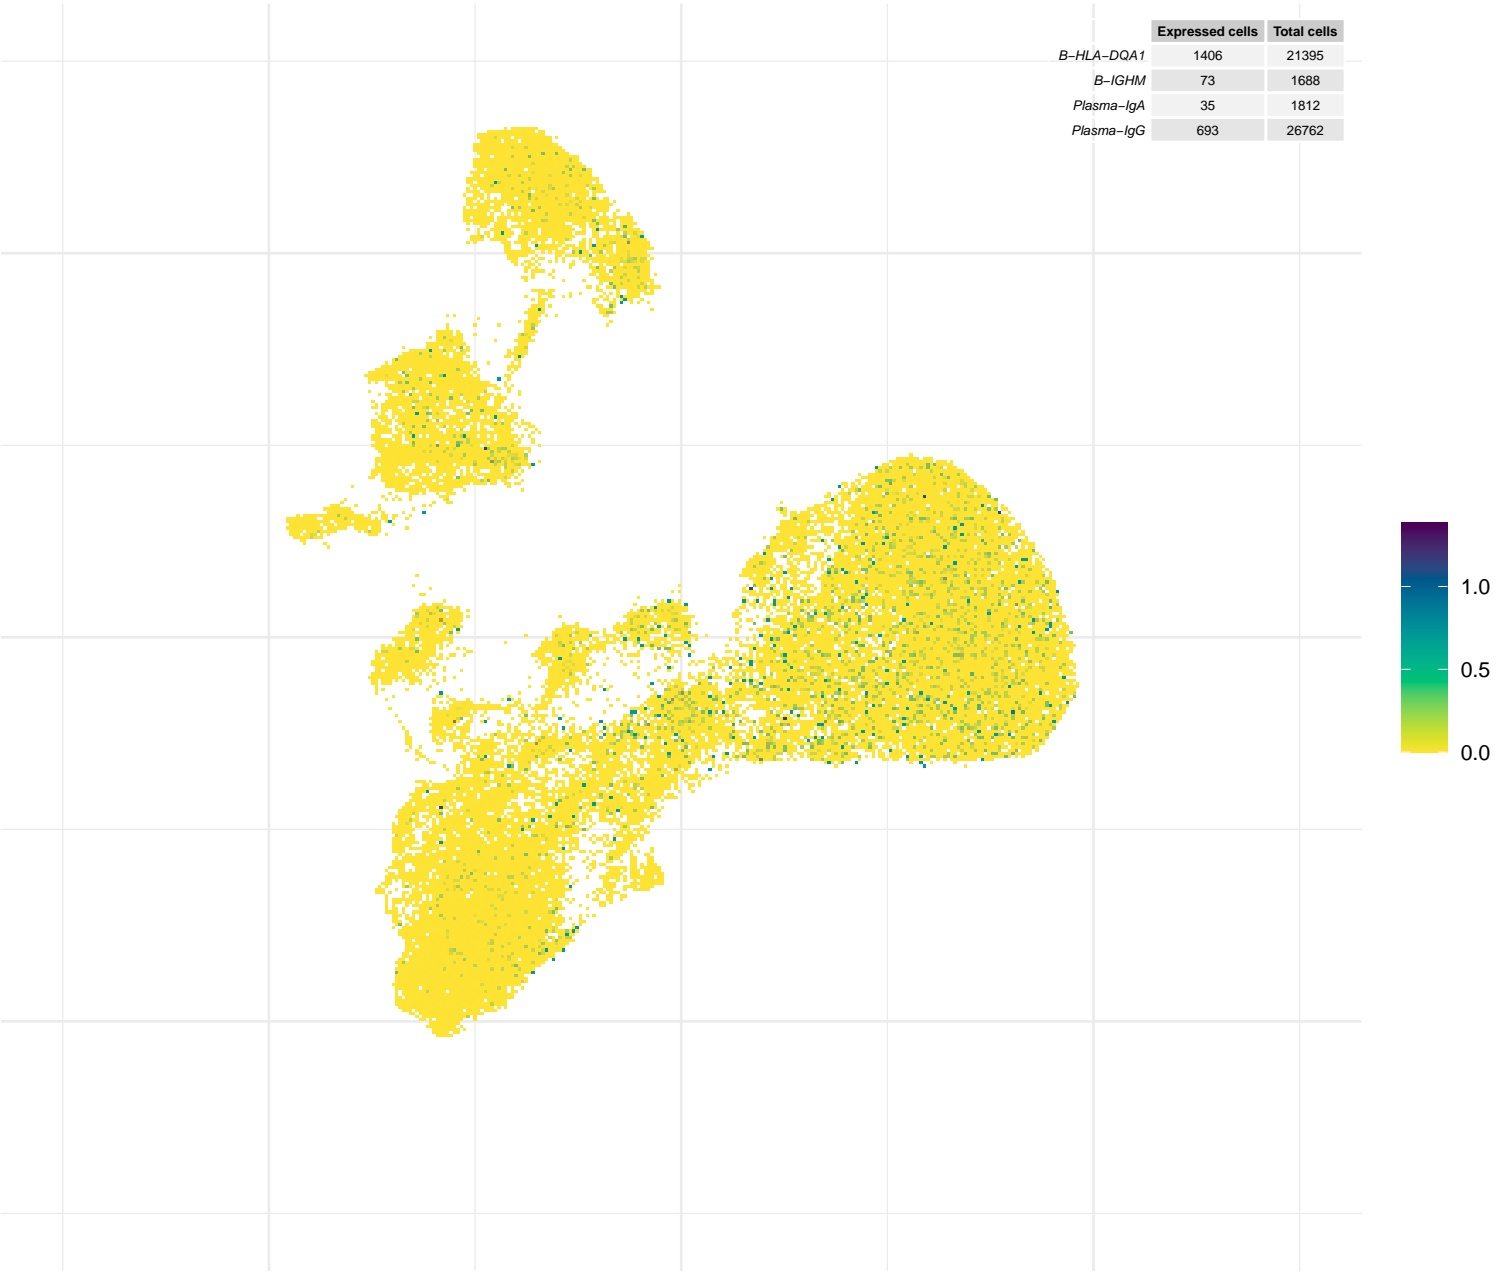 Expressed cells Total cells
B−HLA−DQA1 1406 21395
B−IGHM 73 1688
Plasma−IgA 35 1812
Plasma−IgG 693 26762
1.0
0.5
0.0